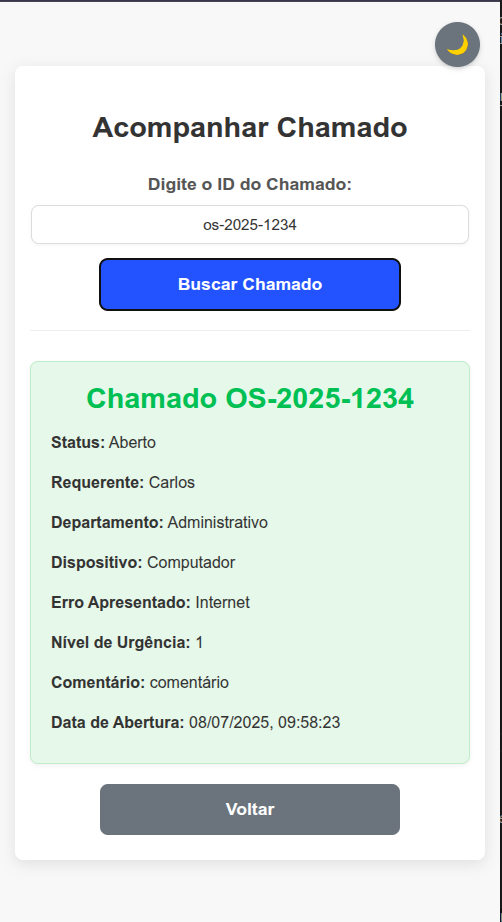 Acompanhar Chamado
Digite o ID do Chamado:
os-2025-1234
Buscar Chamado
Chamado OS-2025-1234
Status: Aberto
Requerente: Carlos
Departamento: Administrativo
Dispositivo: Computador
Erro Apresentado: Internet
Nível de Urgência: 1
Comentário: comentário
Data de Abertura: 08/07/2025, 09:58:23
Voltar